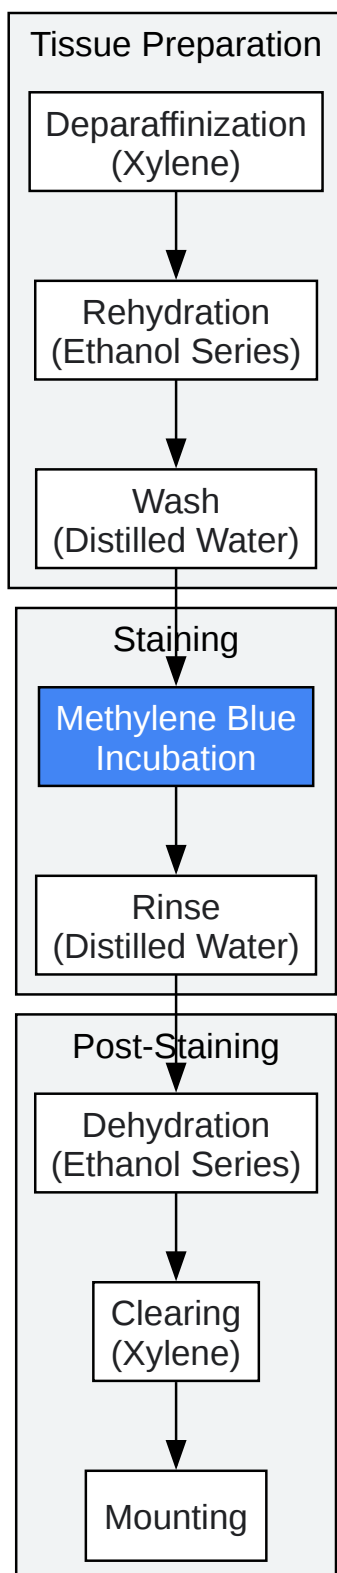 Tissue Preparation
Deparaffinization
(Xylene)
Rehydration
(Ethanol Series)
Wash
(Distilled Water)
Staining
Methylene Blue
Incubation
Rinse
(Distilled Water)
Post-Staining
Dehydration
(Ethanol Series)
Clearing
(Xylene)
Mounting